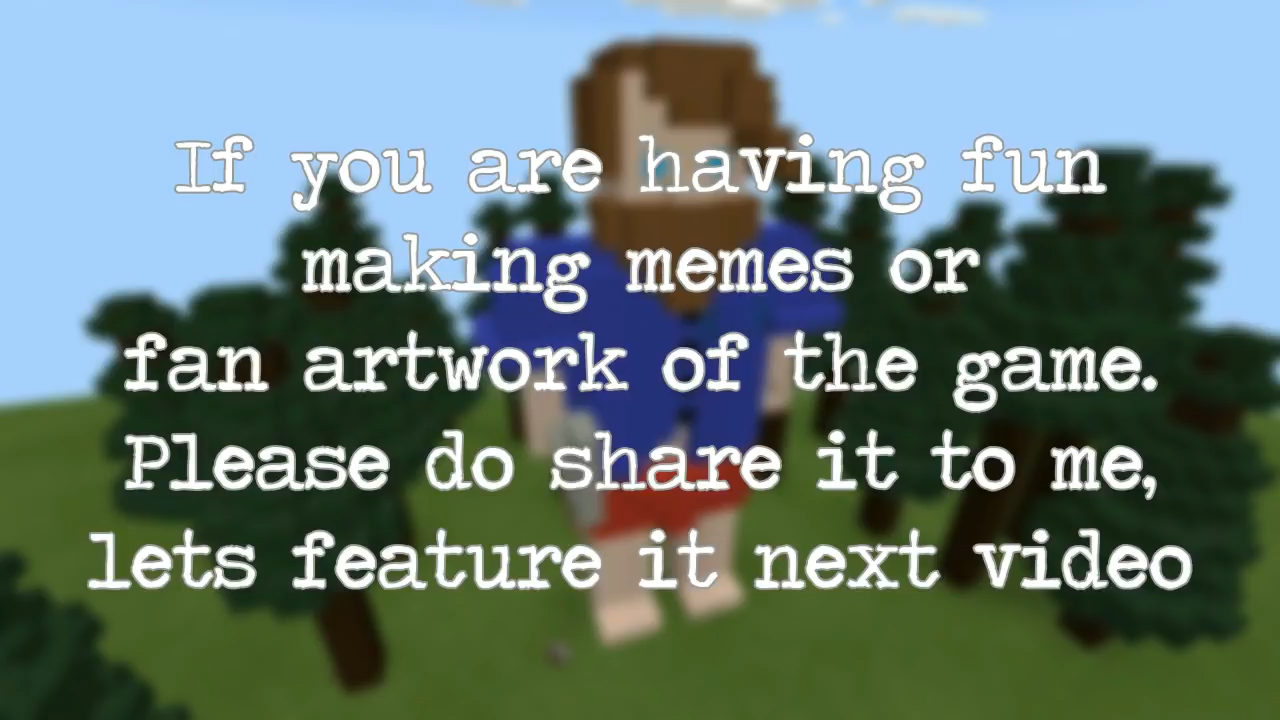 If you are having fun
making memes or
fan artwork of the game.
Please do share it to me,
lets feature it next video